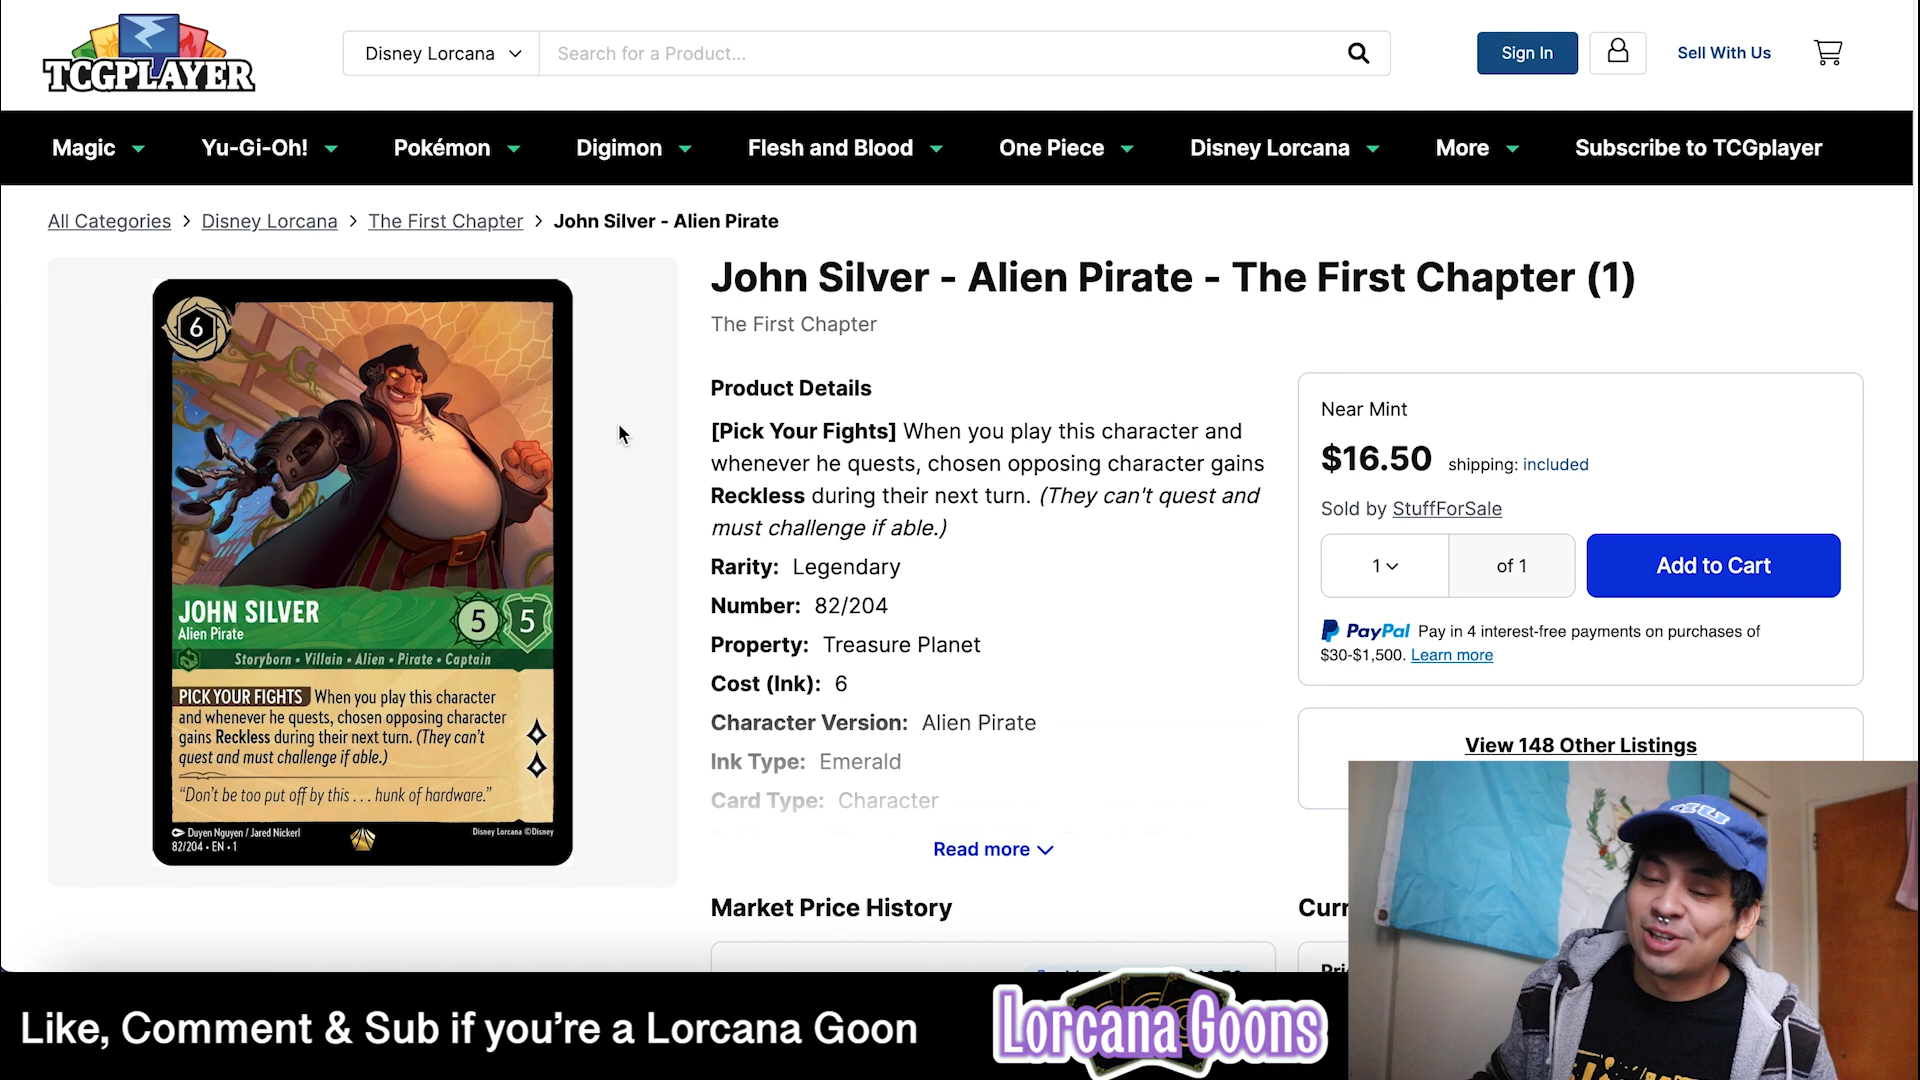 TCGPLAYER
Disney Lorcana
Search for a Product...
Sign In
Sell With Us
Magic
Yu-Gi-Oh!
Pokémon
Digimon
Flesh and Blood
One Piece
Disney Lorcana
More
Subscribe to TCGplayer
All Categories > Disney Lorcana > The First Chapter > John Silver - Alien Pirate
6
JOHN SILVER
Alien Pirate
5 5
Storyborn • Villain • Alien • Pirate • Captain
PICK YOUR FIGHTS When you play this character
and whenever he quests, chosen opposing character
gains Reckless during their next turn. (They can't
quest and must challenge if able.)
"Don't be too put off by this . . . hunk of hardware."
Duyen Nguyen / Jared Nickerl
Disney Lorcana ©Disney
82/204 • EN • 1
John Silver - Alien Pirate - The First Chapter (1)
The First Chapter
Product Details
[Pick Your Fights] When you play this character and
whenever he quests, chosen opposing character gains
Reckless during their next turn. (They can't quest and
must challenge if able.)
Rarity: Legendary
Number: 82/204
Property: Treasure Planet
Cost (Ink): 6
Character Version: Alien Pirate
Ink Type: Emerald
Card Type: Character
Read more
Market Price History
Near Mint
$16.50 shipping: included
Sold by StuffForSale
1 of 1
Add to Cart
PayPal Pay in 4 interest-free payments on purchases of
$30-$1,500. Learn more
View 148 Other Listings
Like, Comment & Sub if you're a Lorcana Goon
Lorcana Goons